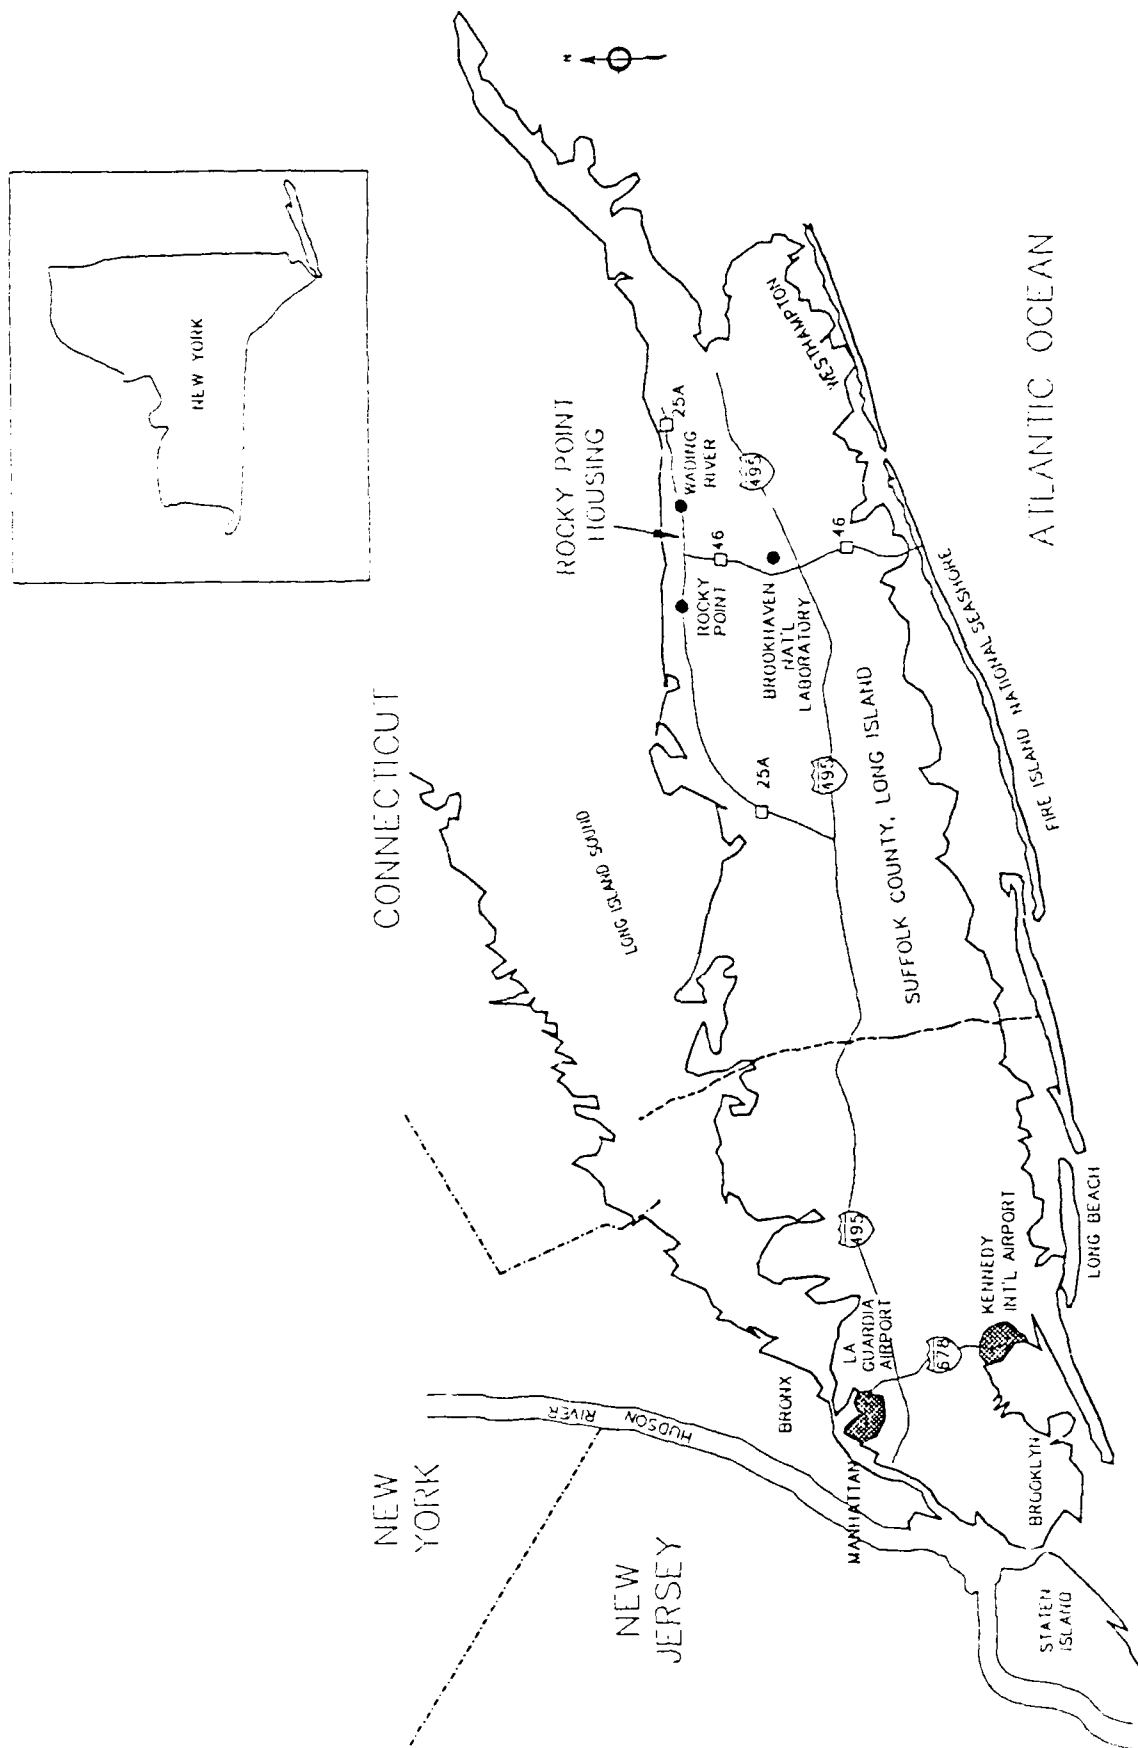 N
NEW YORK
CONNECTICUT
NEW
YORK
NEW
JERSEY
HUDSON
RIVER
LONG ISLAND SOUND
ROCKY POINT
HOUSING
25A
WADING
RIVER
46
ROCKY
POINT
BROOKHAVEN
NAT'L
LABORATORY
495
46
WESTHAMPTON
25A
495
SUFFOLK COUNTY, LONG ISLAND
FIRE ISLAND NATIONAL SEASHORE
ATLANTIC OCEAN
495
BRONX
LA
GUARDIA
AIRPORT
678
KENNEDY
INT'L AIRPORT
LONG BEACH
MANHATTAN
BROOKLYN
STATEN
ISLAND